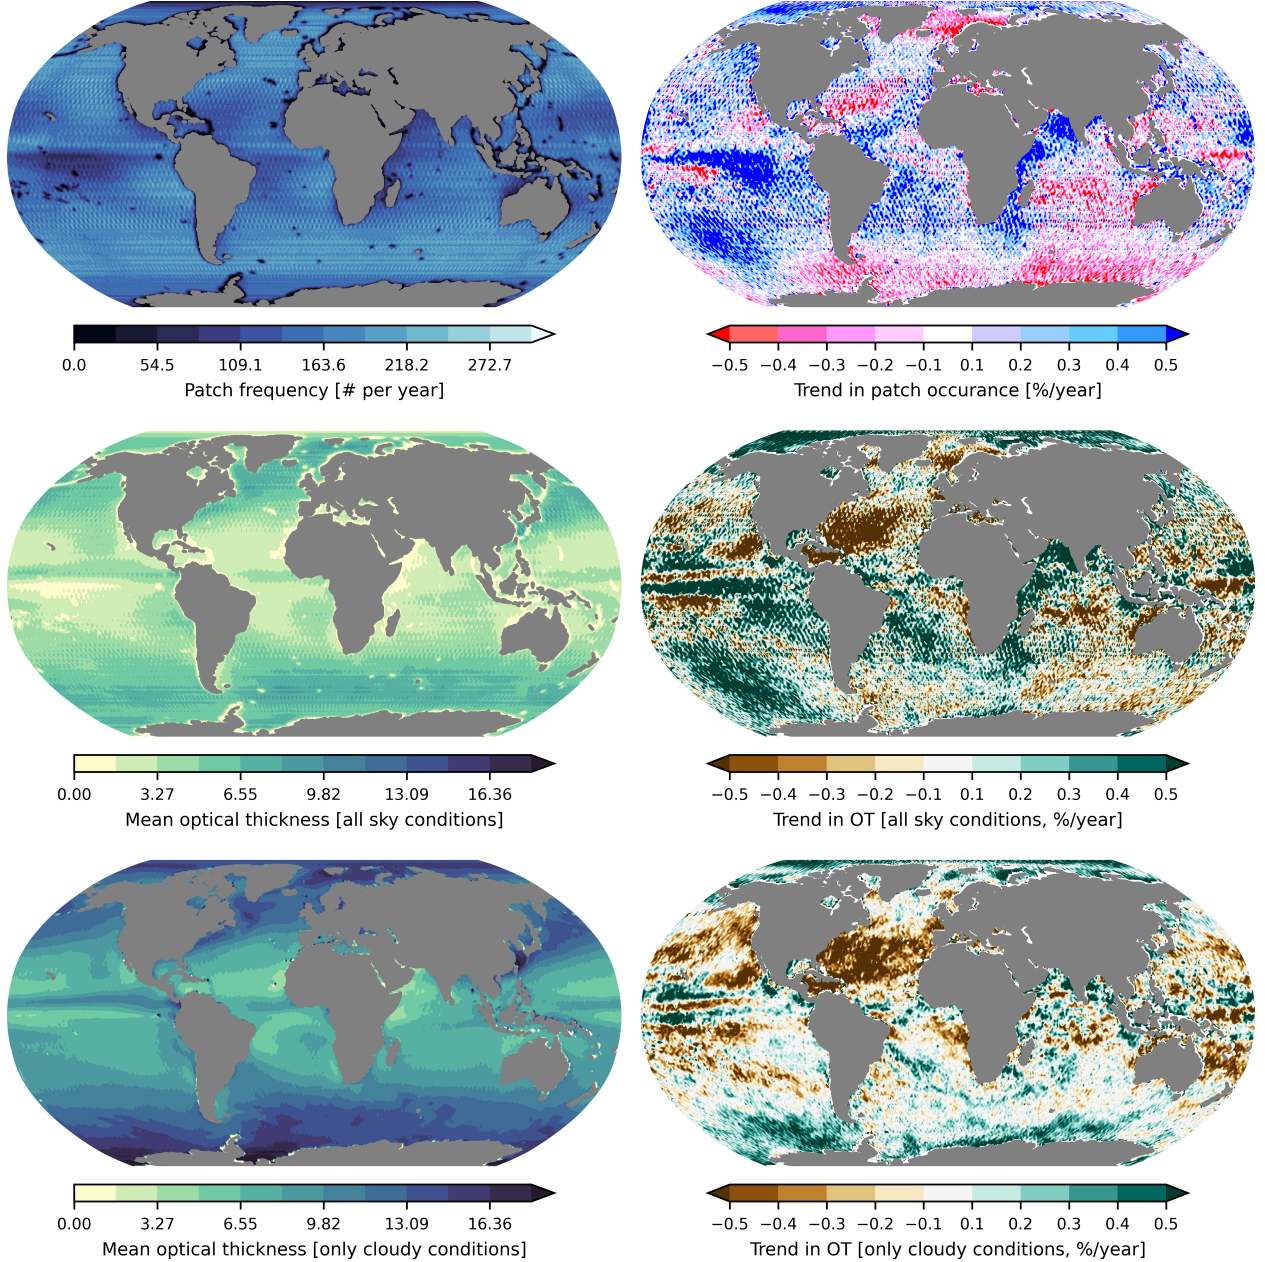 0.0 54.5 109.1 163.6 218.2 272.7
Patch frequency [# per year]
−0.5 −0.4 −0.3 −0.2 −0.1 0.1 0.2 0.3 0.4 0.5
Trend in patch occurance [%/year]
0.00 3.27 6.55 9.82 13.09 16.36
Mean optical thickness [all sky conditions]
−0.5 −0.4 −0.3 −0.2 −0.1 0.1 0.2 0.3 0.4 0.5
Trend in OT [all sky conditions, %/year]
0.00 3.27 6.55 9.82 13.09 16.36
Mean optical thickness [only cloudy conditions]
−0.5 −0.4 −0.3 −0.2 −0.1 0.1 0.2 0.3 0.4 0.5
Trend in OT [only cloudy conditions, %/year]